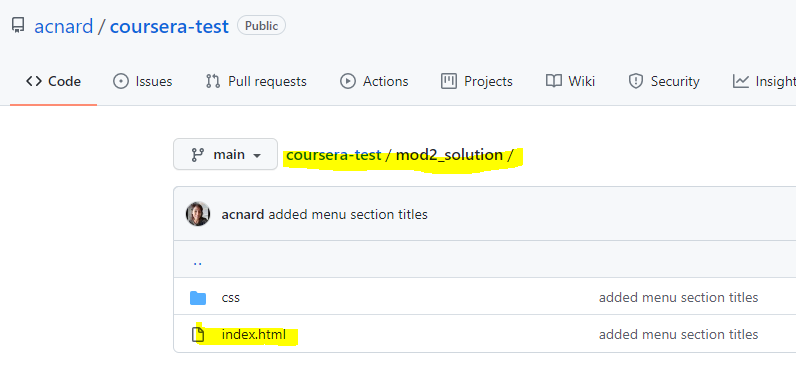 acnard / coursera-test Public
Code Issues Pull requests Actions Projects Wiki Security Insight
main coursera-test / mod2_solution /
acnard added menu section titles
..
css added menu section titles
index.html added menu section titles